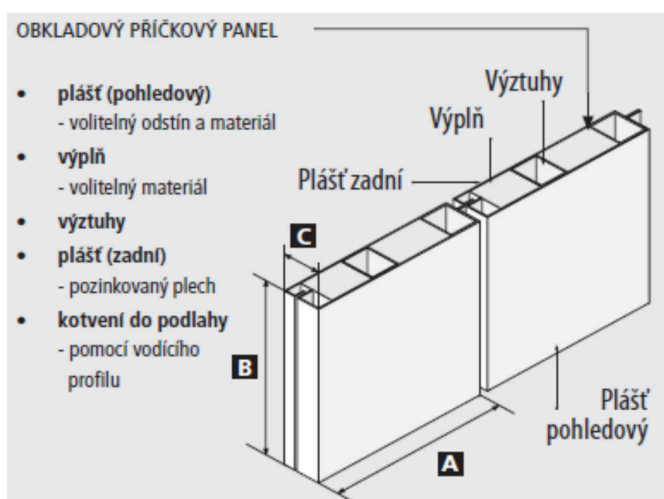 OBKLADOVÝ PŘÍČKOVÝ PANEL
• plášť (pohledový)
- volitelný odstín a materiál
• výplň
- volitelný materiál
• výztuhy
• plášť (zadní)
- pozinkovaný plech
• kotvení do podlahy
- pomocí vodícího
profilu
Výztuhy
Výplň
Plášť zadní
C
B
A
Plášť
pohledový